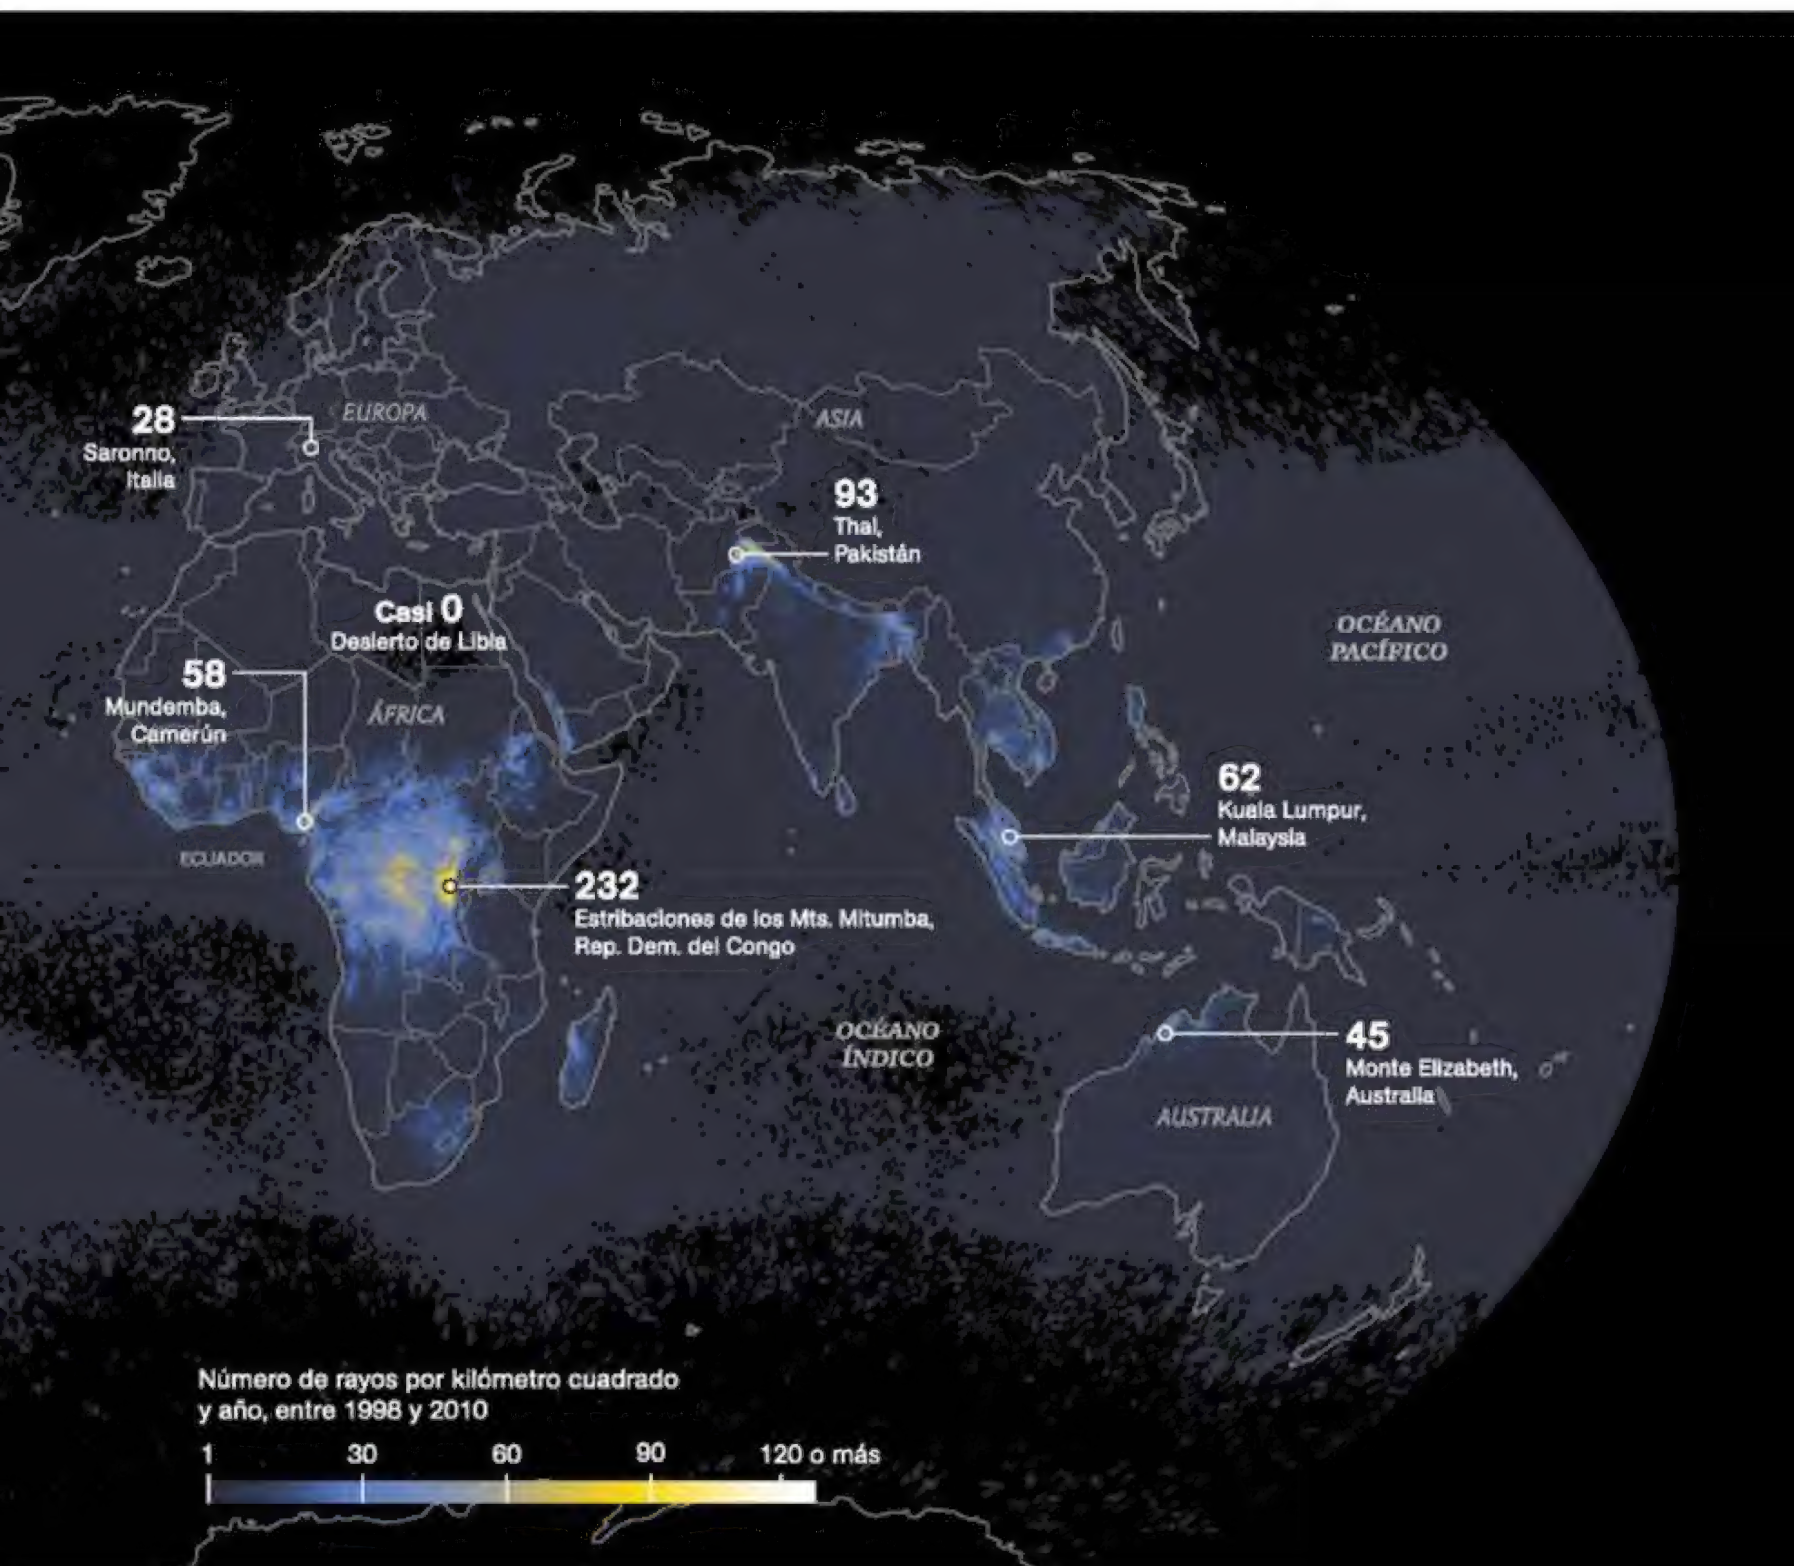 EUROPA
ASIA
28
Saronno,
Italia
93
Thal,
Pakistán
Casi 0
Desierto de Libia
OCÉANO
PACÍFICO
58
Mundemba,
Camerún
ÁFRICA
62
Kuala Lumpur,
Malaysia
ECUADOR
232
Estribaciones de los Mts. Mitumba,
Rep. Dem. del Congo
OCÉANO
ÍNDICO
45
Monte Elizabeth,
Australia
AUSTRALIA
Número de rayos por kilómetro cuadrado
y año, entre 1998 y 2010
1 30 60 90 120 o más